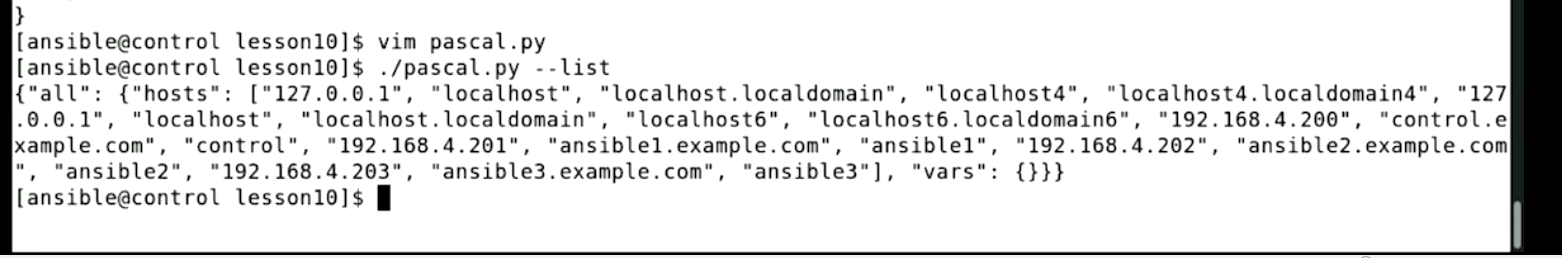 }
[ansible@control lesson10]$ vim pascal.py
[ansible@control lesson10]$ ./pascal.py --list
{"all": {"hosts": ["127.0.0.1", "localhost", "localhost.localdomain", "localhost4", "localhost4.localdomain4", "127
.0.0.1", "localhost", "localhost.localdomain", "localhost6", "localhost6.localdomain6", "192.168.4.200", "control.e
xample.com", "control", "192.168.4.201", "ansible1.example.com", "ansible1", "192.168.4.202", "ansible2.example.com
", "ansible2", "192.168.4.203", "ansible3.example.com", "ansible3"], "vars": {}}}
[ansible@control lesson10]$